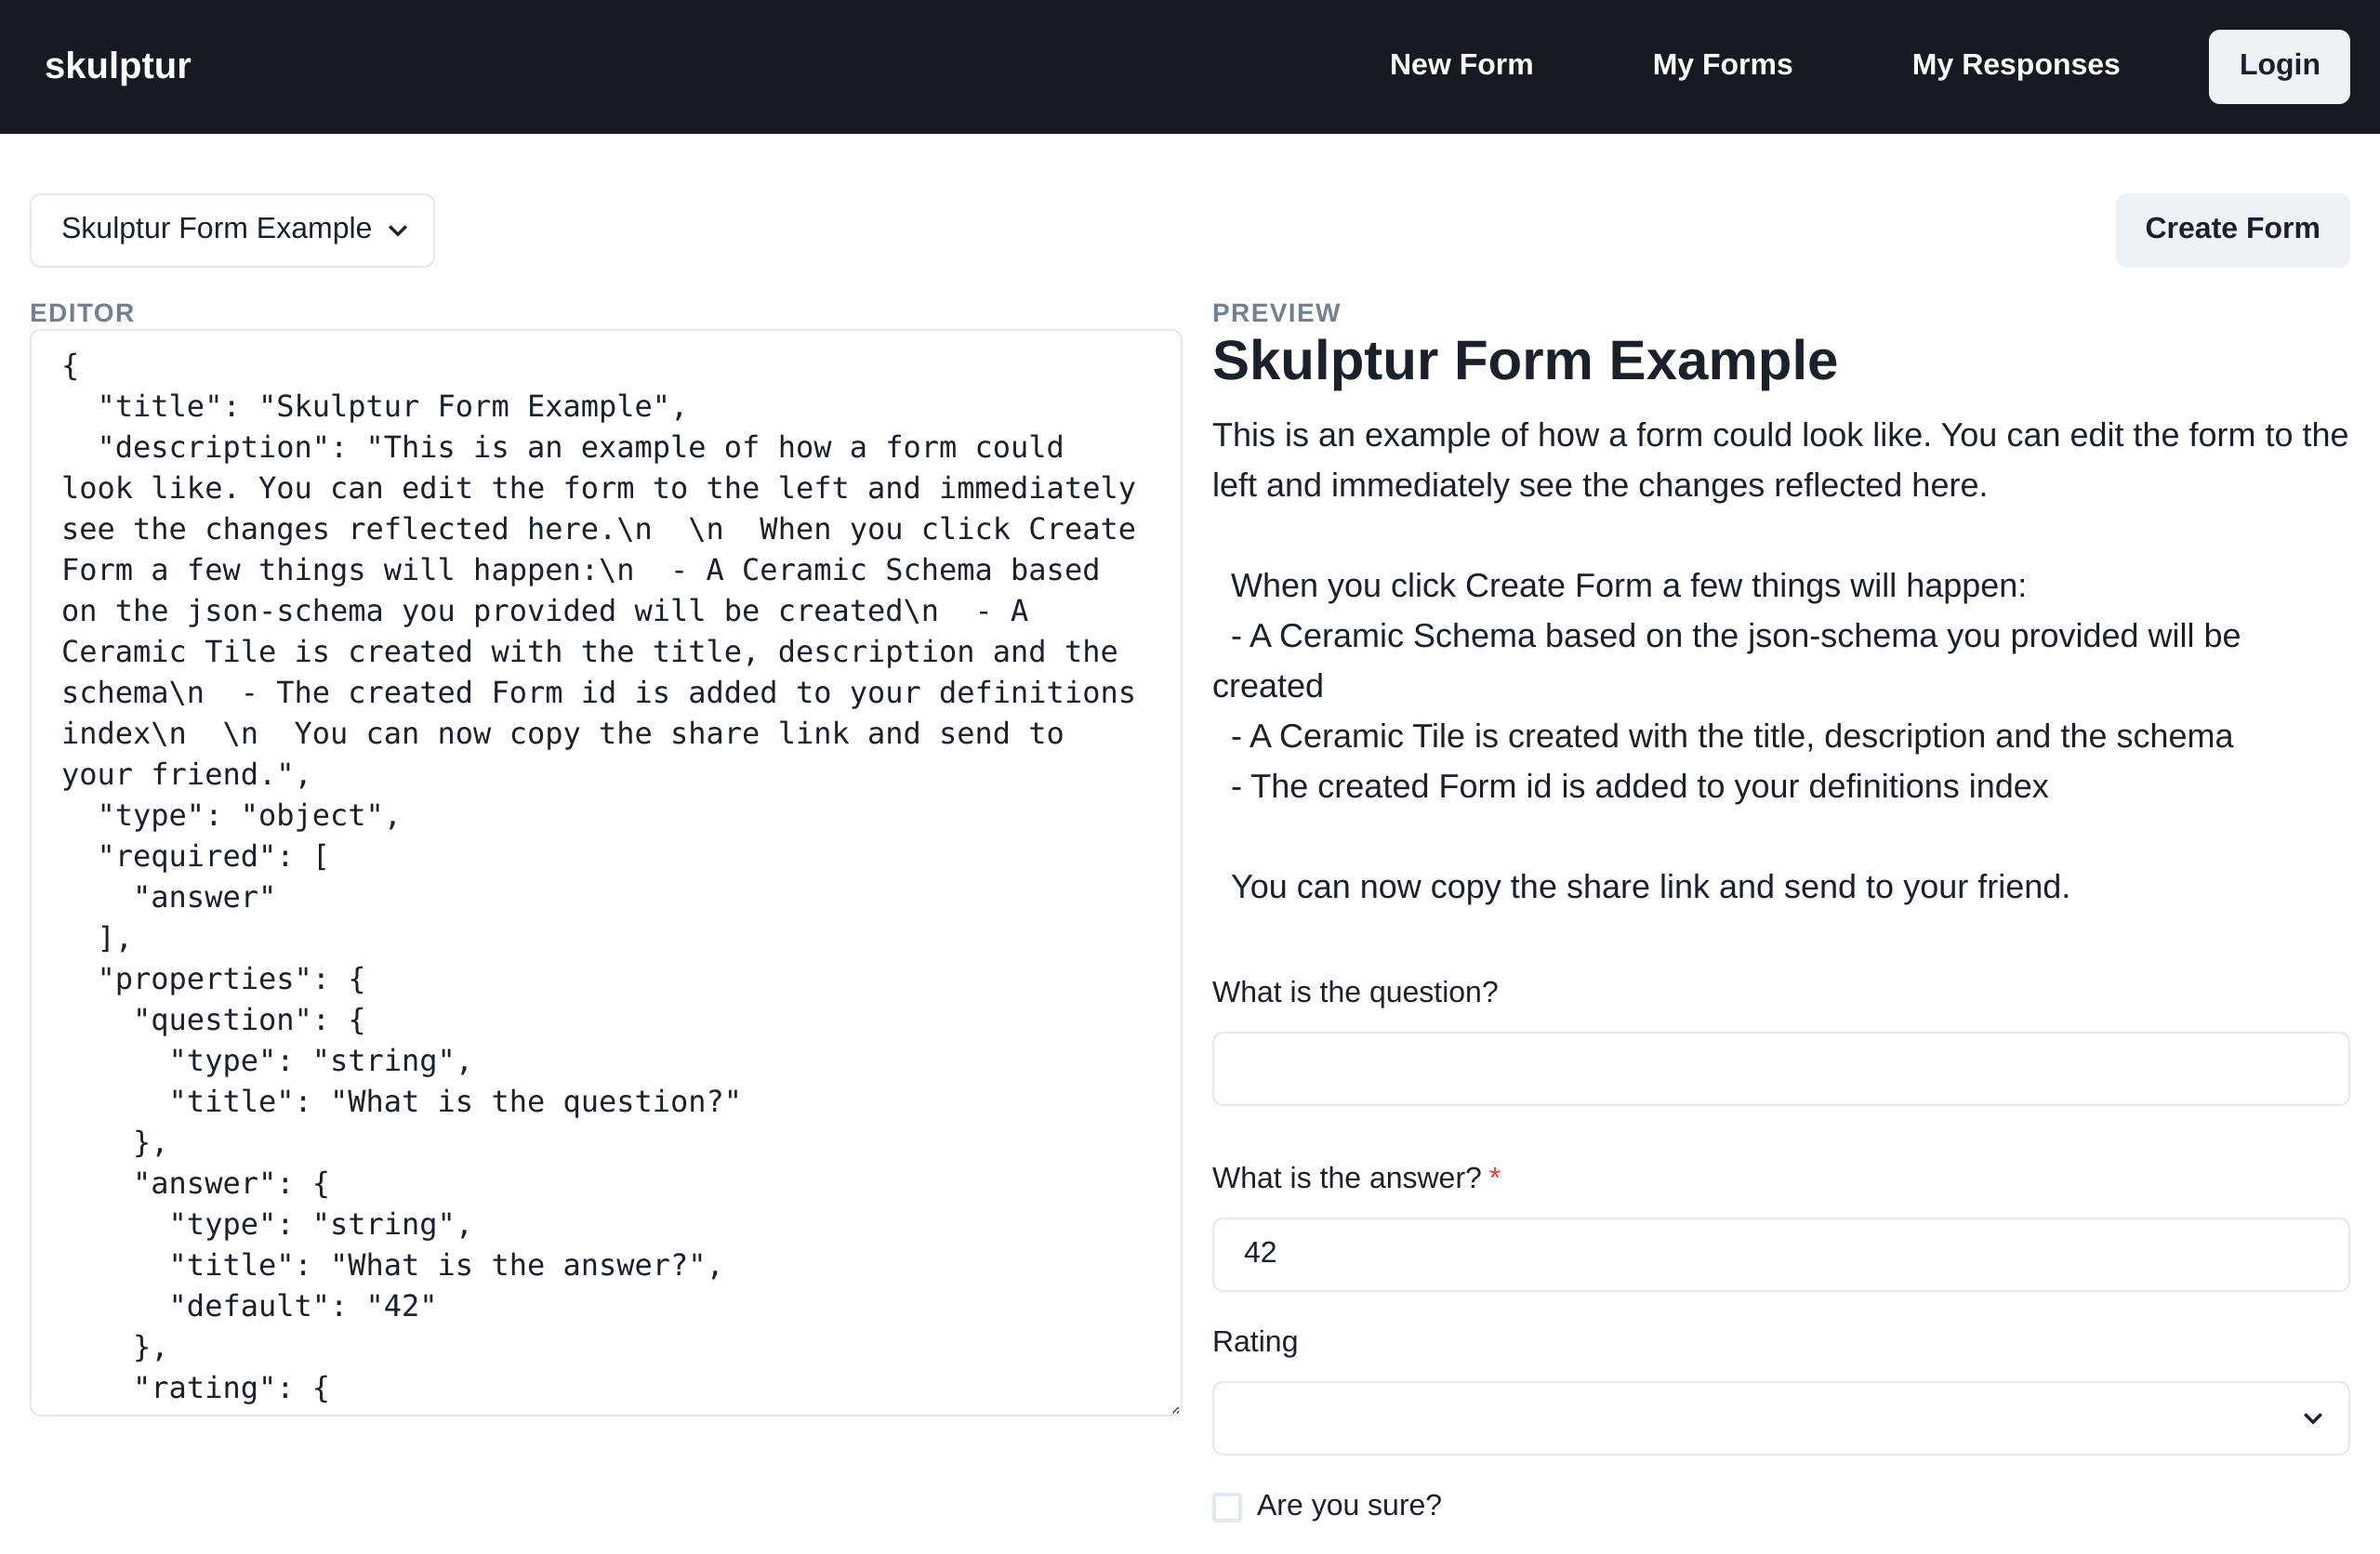 skulptur
New Form
My Forms
My Responses
Login
Skulptur Form Example
Create Form
EDITOR
{
  "title": "Skulptur Form Example",
  "description": "This is an example of how a form could
look like. You can edit the form to the left and immediately
see the changes reflected here.\n  \n  When you click Create
Form a few things will happen:\n  - A Ceramic Schema based
on the json-schema you provided will be created\n  - A
Ceramic Tile is created with the title, description and the
schema\n  - The created Form id is added to your definitions
index\n  \n  You can now copy the share link and send to
your friend.",
  "type": "object",
  "required": [
    "answer"
  ],
  "properties": {
    "question": {
      "type": "string",
      "title": "What is the question?"
    },
    "answer": {
      "type": "string",
      "title": "What is the answer?",
      "default": "42"
    },
    "rating": {
PREVIEW
Skulptur Form Example
This is an example of how a form could look like. You can edit the form to the
left and immediately see the changes reflected here.
When you click Create Form a few things will happen:
- A Ceramic Schema based on the json-schema you provided will be
created
- A Ceramic Tile is created with the title, description and the schema
- The created Form id is added to your definitions index
You can now copy the share link and send to your friend.
What is the question?
What is the answer? *
42
Rating
Are you sure?